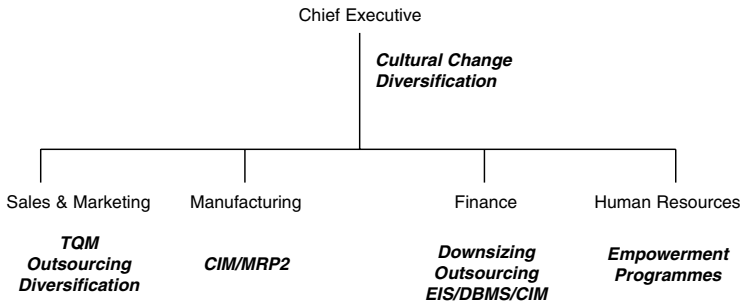 Chief Executive
Cultural Change
Diversification
Sales & Marketing
Manufacturing
Finance
Human Resources
TQM
Outsourcing
Diversification
CIM/MRP2
Downsizing
Outsourcing
EIS/DBMS/CIM
Empowerment
Programmes